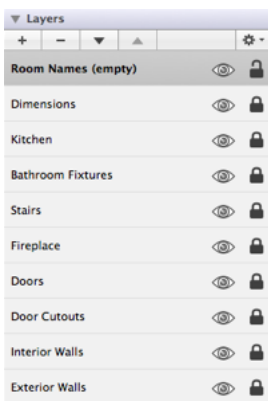 Layers
Room Names (empty)
Dimensions
Kitchen
Bathroom Fixtures
Stairs
Fireplace
Doors
Door Cutouts
Interior Walls
Exterior Walls